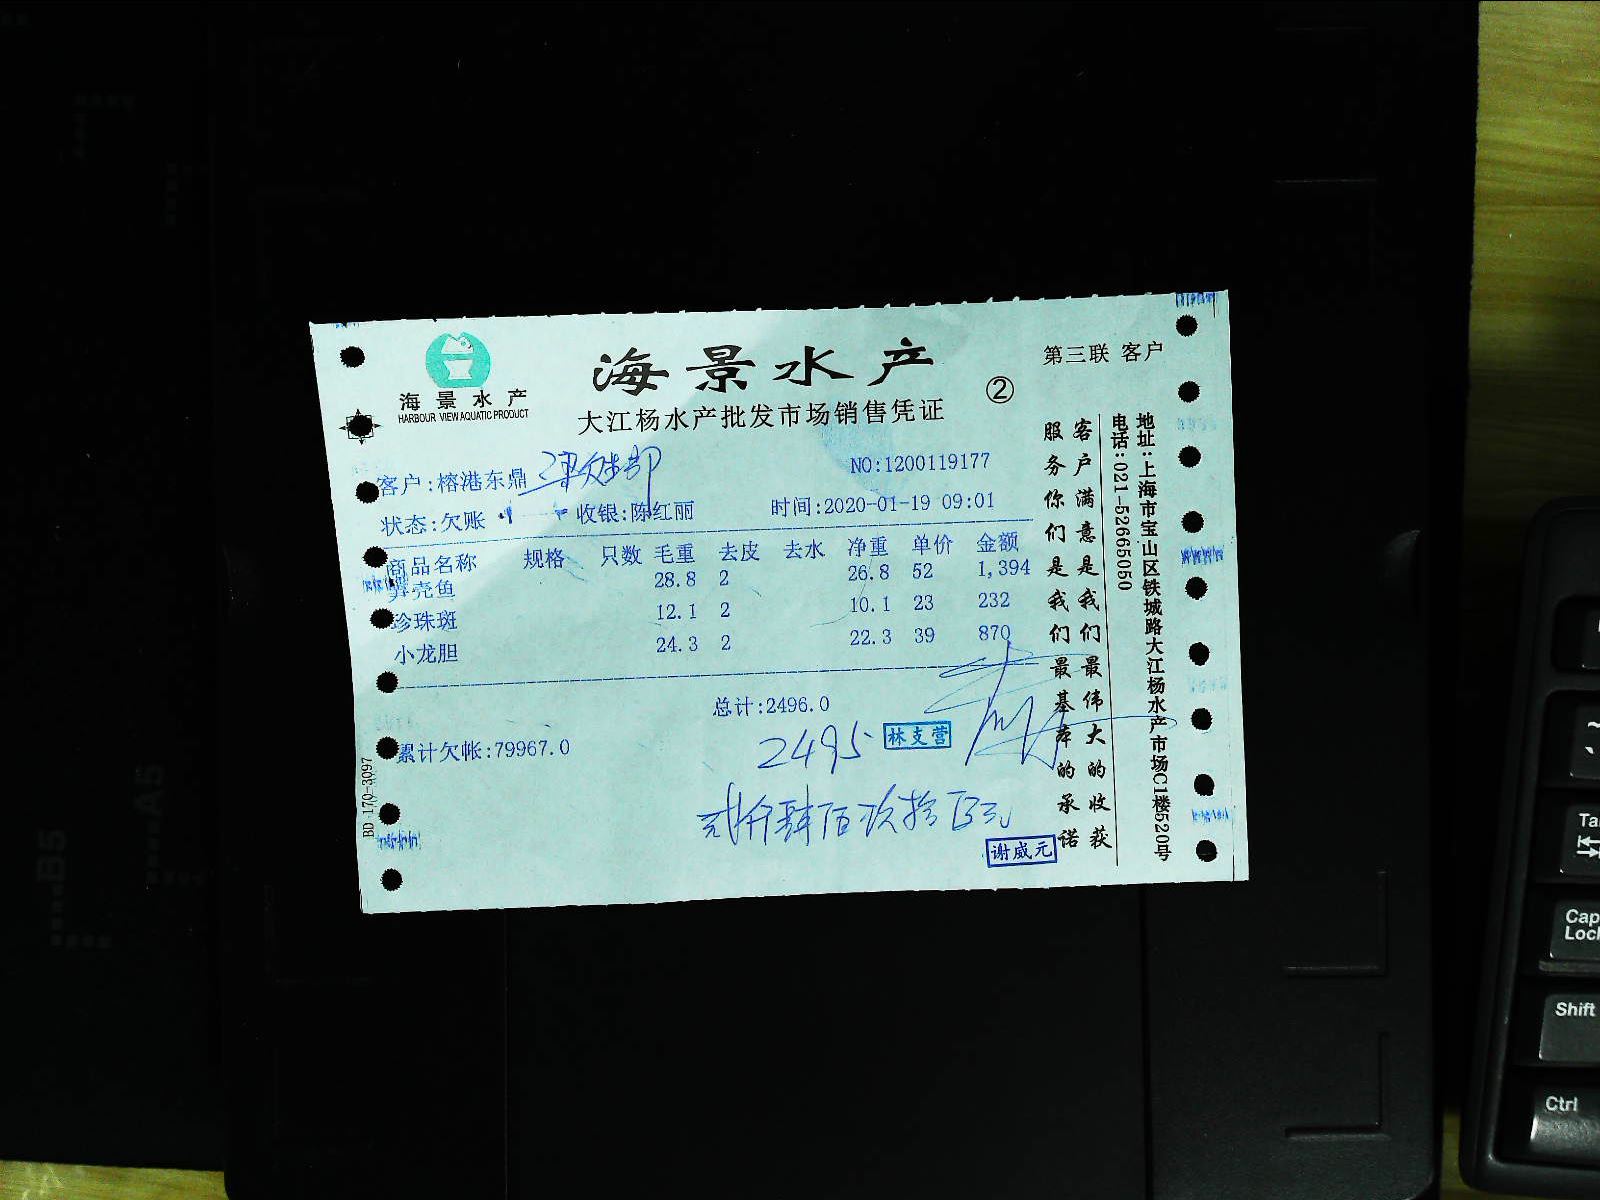 海景水产
HARBOUR VIEW AQUATIC PRODUCT
海景水产
大江杨水产批发市场销售凭证
②
第三联 客户
客户:榕港东鼎
NO:1200119177
状态:欠账 收银:陈红丽 时间:2020-01-19 09:01
商品名称 规格 只数 毛重 去皮 去水 净重 单价 金额
笋壳鱼 28.8 2 26.8 52 1,394
珍珠斑 12.1 2 10.1 23 232
小龙胆 24.3 2 22.3 39 870
总计:2496.0
累计欠帐:79967.0
2495
林支营
贰仟肆佰玖拾伍元
谢威元
BD-170-3097
客户满意是我们最伟大的收获
服务你们是我们最基本的承诺
地址:上海市宝山区铁城路大江杨水产市场C1楼520号
电话:021-52665050
B5
A5
Tab
Caps
Lock
Shift
Ctrl